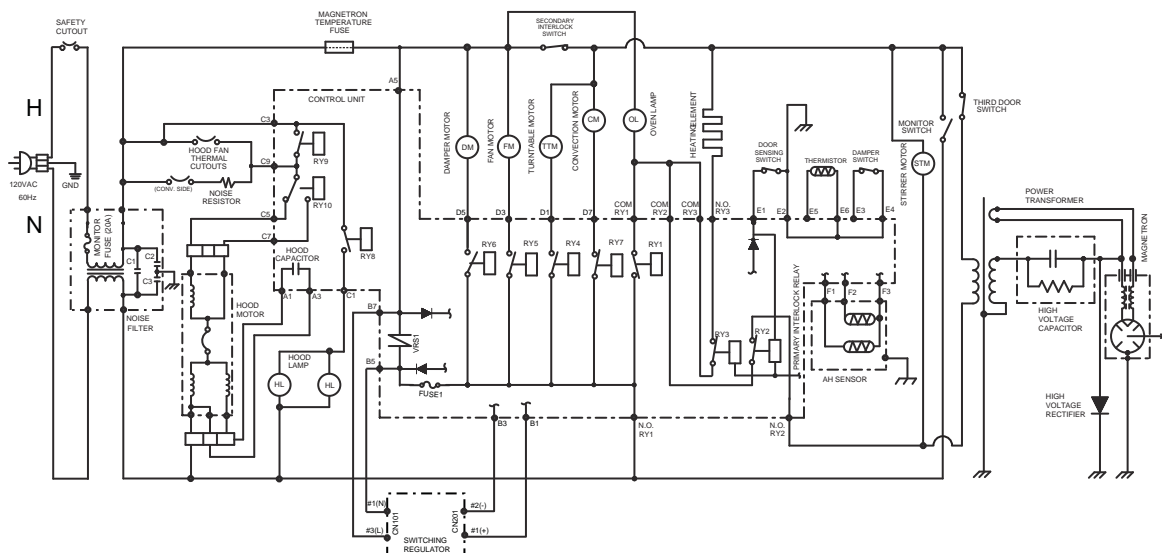 SAFETY
CUTOUT
MAGNETRON
TEMPERATURE
FUSE
SECONDARY
INTERLOCK
SWITCH
H
120VAC
60Hz
GND
N
MONITOR
FUSE (20A)
C1
C2
C3
NOISE
FILTER
HOOD FAN
THERMAL
CUTOUTS
(CONV. SIDE)
NOISE
RESISTOR
CONTROL UNIT
A5
C3
C9
C5
C7
RY9
RY10
RY8
HOOD
CAPACITOR
A1
A3
C1
HOOD
MOTOR
HOOD
LAMP
HL
HL
B7
B5
VRS1
FUSE1
DAMPER MOTOR
DM
FAN MOTOR
FM
TURNTABLE MOTOR
TTM
CONVECTION MOTOR
CM
OL
OVEN LAMP
HEATING ELEMENT
D5
D3
D1
D7
COM
RY1
COM
RY2
COM
RY3
N.O.
RY3
RY6
RY5
RY4
RY7
RY1
DOOR
SENSING
SWITCH
THERMISTOR
DAMPER
SWITCH
E1
E2
E5
E6
E3
E4
STIRRER MOTOR
STM
MONITOR
SWITCH
THIRD DOOR
SWITCH
RY3
RY2
PRIMARY INTERLOCK RELAY
F1
F2
F3
AH SENSOR
B3
B1
N.O.
RY1
N.O.
RY2
POWER
TRANSFORMER
MAGNETRON
HIGH
VOLTAGE
CAPACITOR
HIGH
VOLTAGE
RECTIFIER
#1(N)
#3(L)
CN101
CN201
#2(-)
#1(+)
SWITCHING
REGULATOR